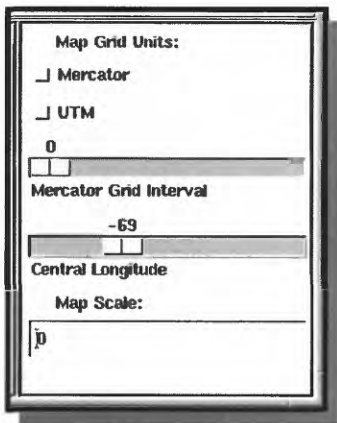 Map Grid Units:
Mercator
UTM
0
Mercator Grid Interval
-69
Central Longitude
Map Scale:
0